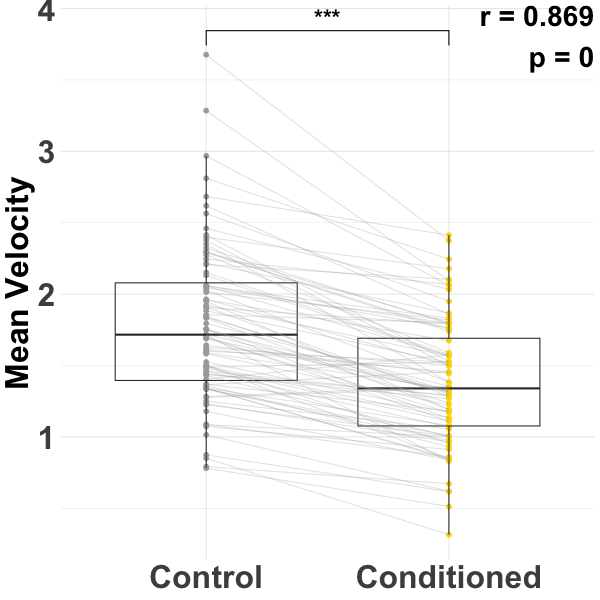 4
***
r = 0.869
p = 0
3
2
1
Mean Velocity
Control
Conditioned